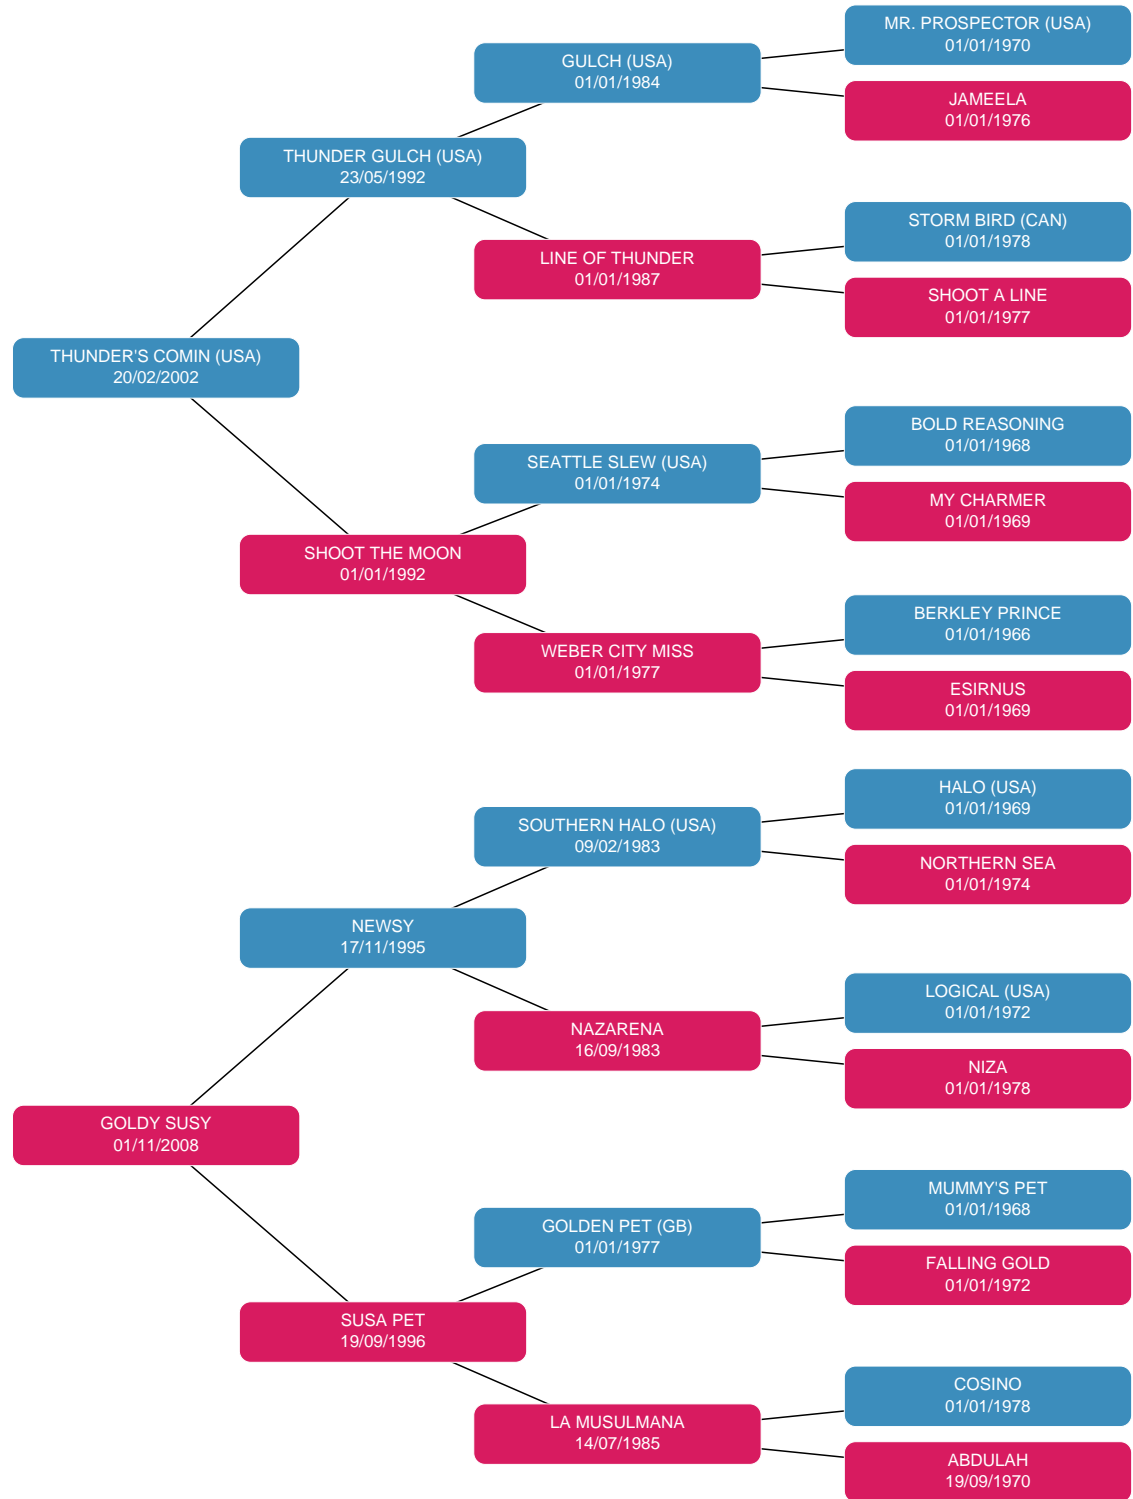 MR. PROSPECTOR (USA)
01/01/1970
GULCH (USA)
01/01/1984
JAMEELA
01/01/1976
THUNDER GULCH (USA)
23/05/1992
STORM BIRD (CAN)
01/01/1978
LINE OF THUNDER
01/01/1987
SHOOT A LINE
01/01/1977
THUNDER'S COMIN (USA)
20/02/2002
BOLD REASONING
01/01/1968
SEATTLE SLEW (USA)
01/01/1974
MY CHARMER
01/01/1969
SHOOT THE MOON
01/01/1992
BERKLEY PRINCE
01/01/1966
WEBER CITY MISS
01/01/1977
ESIRNUS
01/01/1969
HALO (USA)
01/01/1969
SOUTHERN HALO (USA)
09/02/1983
NORTHERN SEA
01/01/1974
NEWSY
17/11/1995
LOGICAL (USA)
01/01/1972
NAZARENA
16/09/1983
NIZA
01/01/1978
GOLDY SUSY
01/11/2008
MUMMY'S PET
01/01/1968
GOLDEN PET (GB)
01/01/1977
FALLING GOLD
01/01/1972
SUSA PET
19/09/1996
COSINO
01/01/1978
LA MUSULMANA
14/07/1985
ABDULAH
19/09/1970